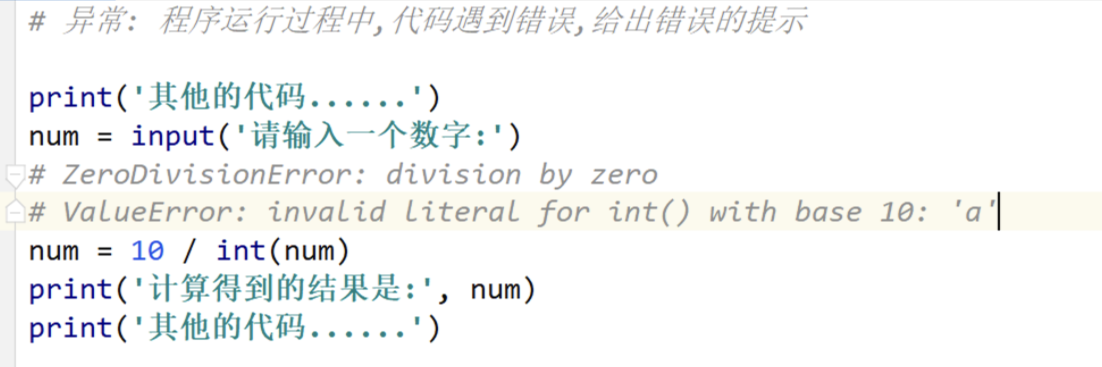 # 异常: 程序运行过程中,代码遇到错误,给出错误的提示
print('其他的代码......')
num = input('请输入一个数字:')
# ZeroDivisionError: division by zero
# ValueError: invalid literal for int() with base 10: 'a'
num = 10 / int(num)
print('计算得到的结果是:', num)
print('其他的代码......')